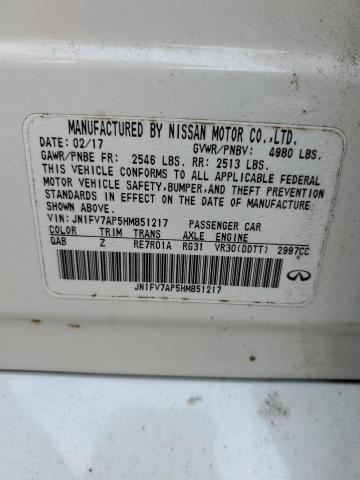 MANUFACTURED BY NISSAN MOTOR CO.,LTD.
DATE: 02/17 GVWR/PNBV: 4980 LBS.
GAWR/PNBE FR: 2546 LBS. RR: 2513 LBS.
THIS VEHICLE CONFORMS TO ALL APPLICABLE FEDERAL
MOTOR VEHICLE SAFETY,BUMPER,AND THEFT PREVENTION
STANDARDS IN EFFECT ON THE DATE OF MANUFACTURE
SHOWN ABOVE.
VIN: JN1FV7AP5HM851217 PASSENGER CAR
COLOR TRIM TRANS AXLE ENGINE
QAB Z RE7R01A RG31 VR30(DDTT) 2997CC
JN1FV7AP5HM851217